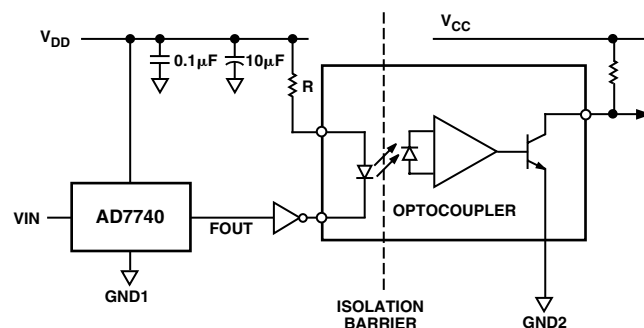 VDD
0.1μF
10μF
R
VCC
VIN
AD7740
FOUT
GND1
OPTOCOUPLER
ISOLATION
BARRIER
GND2